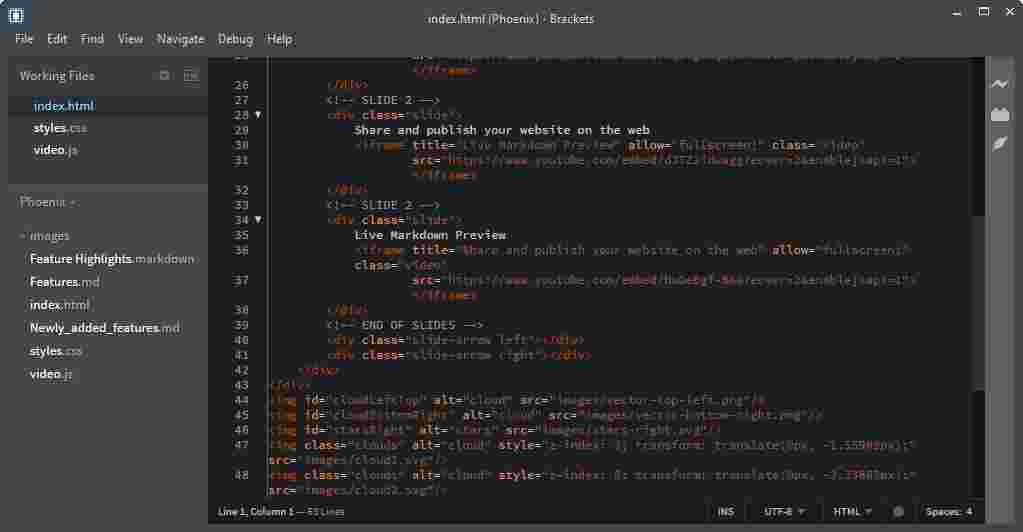 index.html (Phoenix) - Brackets
File Edit Find View Navigate Debug Help
Working Files
index.html
styles.css
video.js
Phoenix
images
Feature Highlights.markdown
Features.md
index.html
Newly_added_features.md
styles.css
video.js
</iframe>
26 </div>
27 <!-- SLIDE 2 -->
28 <div class="slide">
29 Share and publish your website on the web
30 <iframe title="Live Markdown Preview" allow="fullscreen;" class="video"
31 src="https://www.youtube.com/embed/
</iframe>
32 </div>
33 <!-- SLIDE 2 -->
34 <div class="slide">
35 Live Markdown Preview
36 <iframe title="Share and publish your website on the web" allow="fullscreen;"
class="video"
37 src="https://www.youtube.com/embed/
</iframe>
38 </div>
39 <!-- END OF SLIDES -->
40 <div class="slide-arrow left"></div>
41 <div class="slide-arrow right"></div>
42 </div>
43 </div>
44 <img id="cloudLeftTop" alt="cloud" src="images/vector-top-left.png"/>
45 <img id="cloudBottomRight" alt="cloud" src="images/vector-bottom-right.png"/>
46 <img id="starsRight" alt="stars" src="images/stars-right.svg"/>
47 <img class="clouds" alt="cloud" style="z-index: transform: translate(0px,
src="images/cloud1.svg"/>
48 <img class="clouds" alt="cloud" style="z-index: transform: translate(0px,
src="images/cloud2.svg"/>
Line 1, Column 1 — 53 Lines INS UTF-8 HTML Spaces: 4